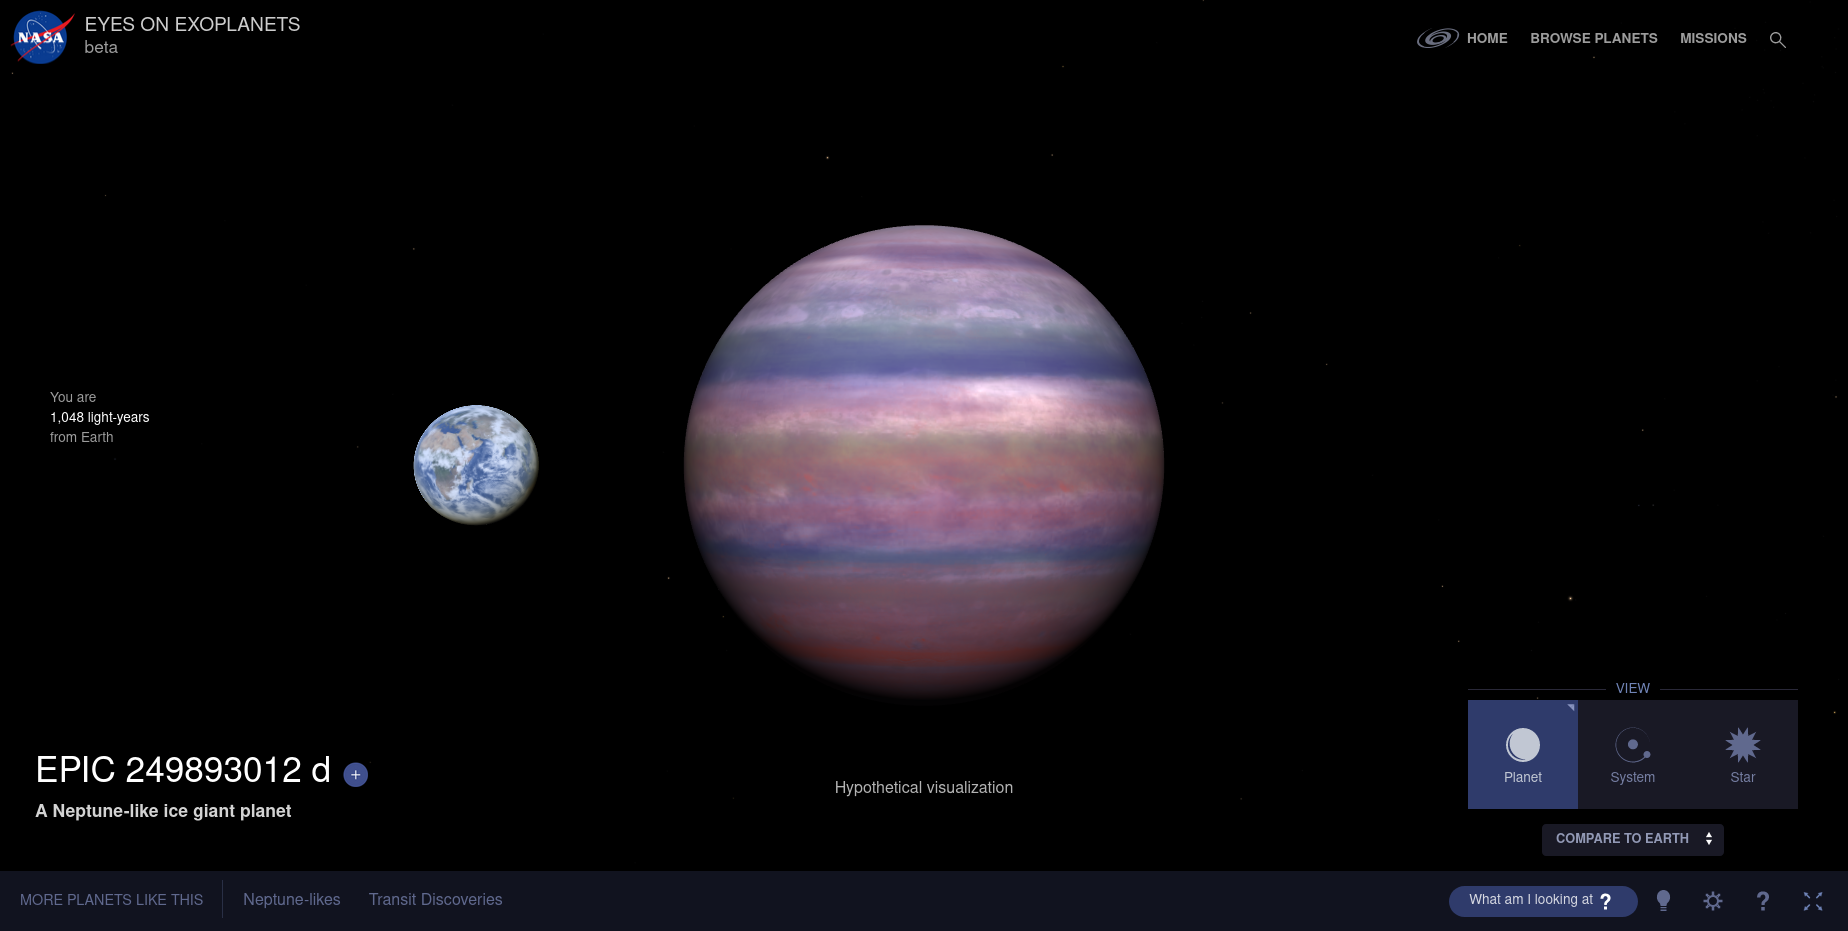 NASA
EYES ON EXOPLANETS
beta
HOME
BROWSE PLANETS
MISSIONS
You are
1,048 light-years
from Earth
VIEW
Planet
System
Star
EPIC 249893012 d +
A Neptune-like ice giant planet
Hypothetical visualization
COMPARE TO EARTH
MORE PLANETS LIKE THIS
Neptune-likes
Transit Discoveries
What am I looking at ?
?